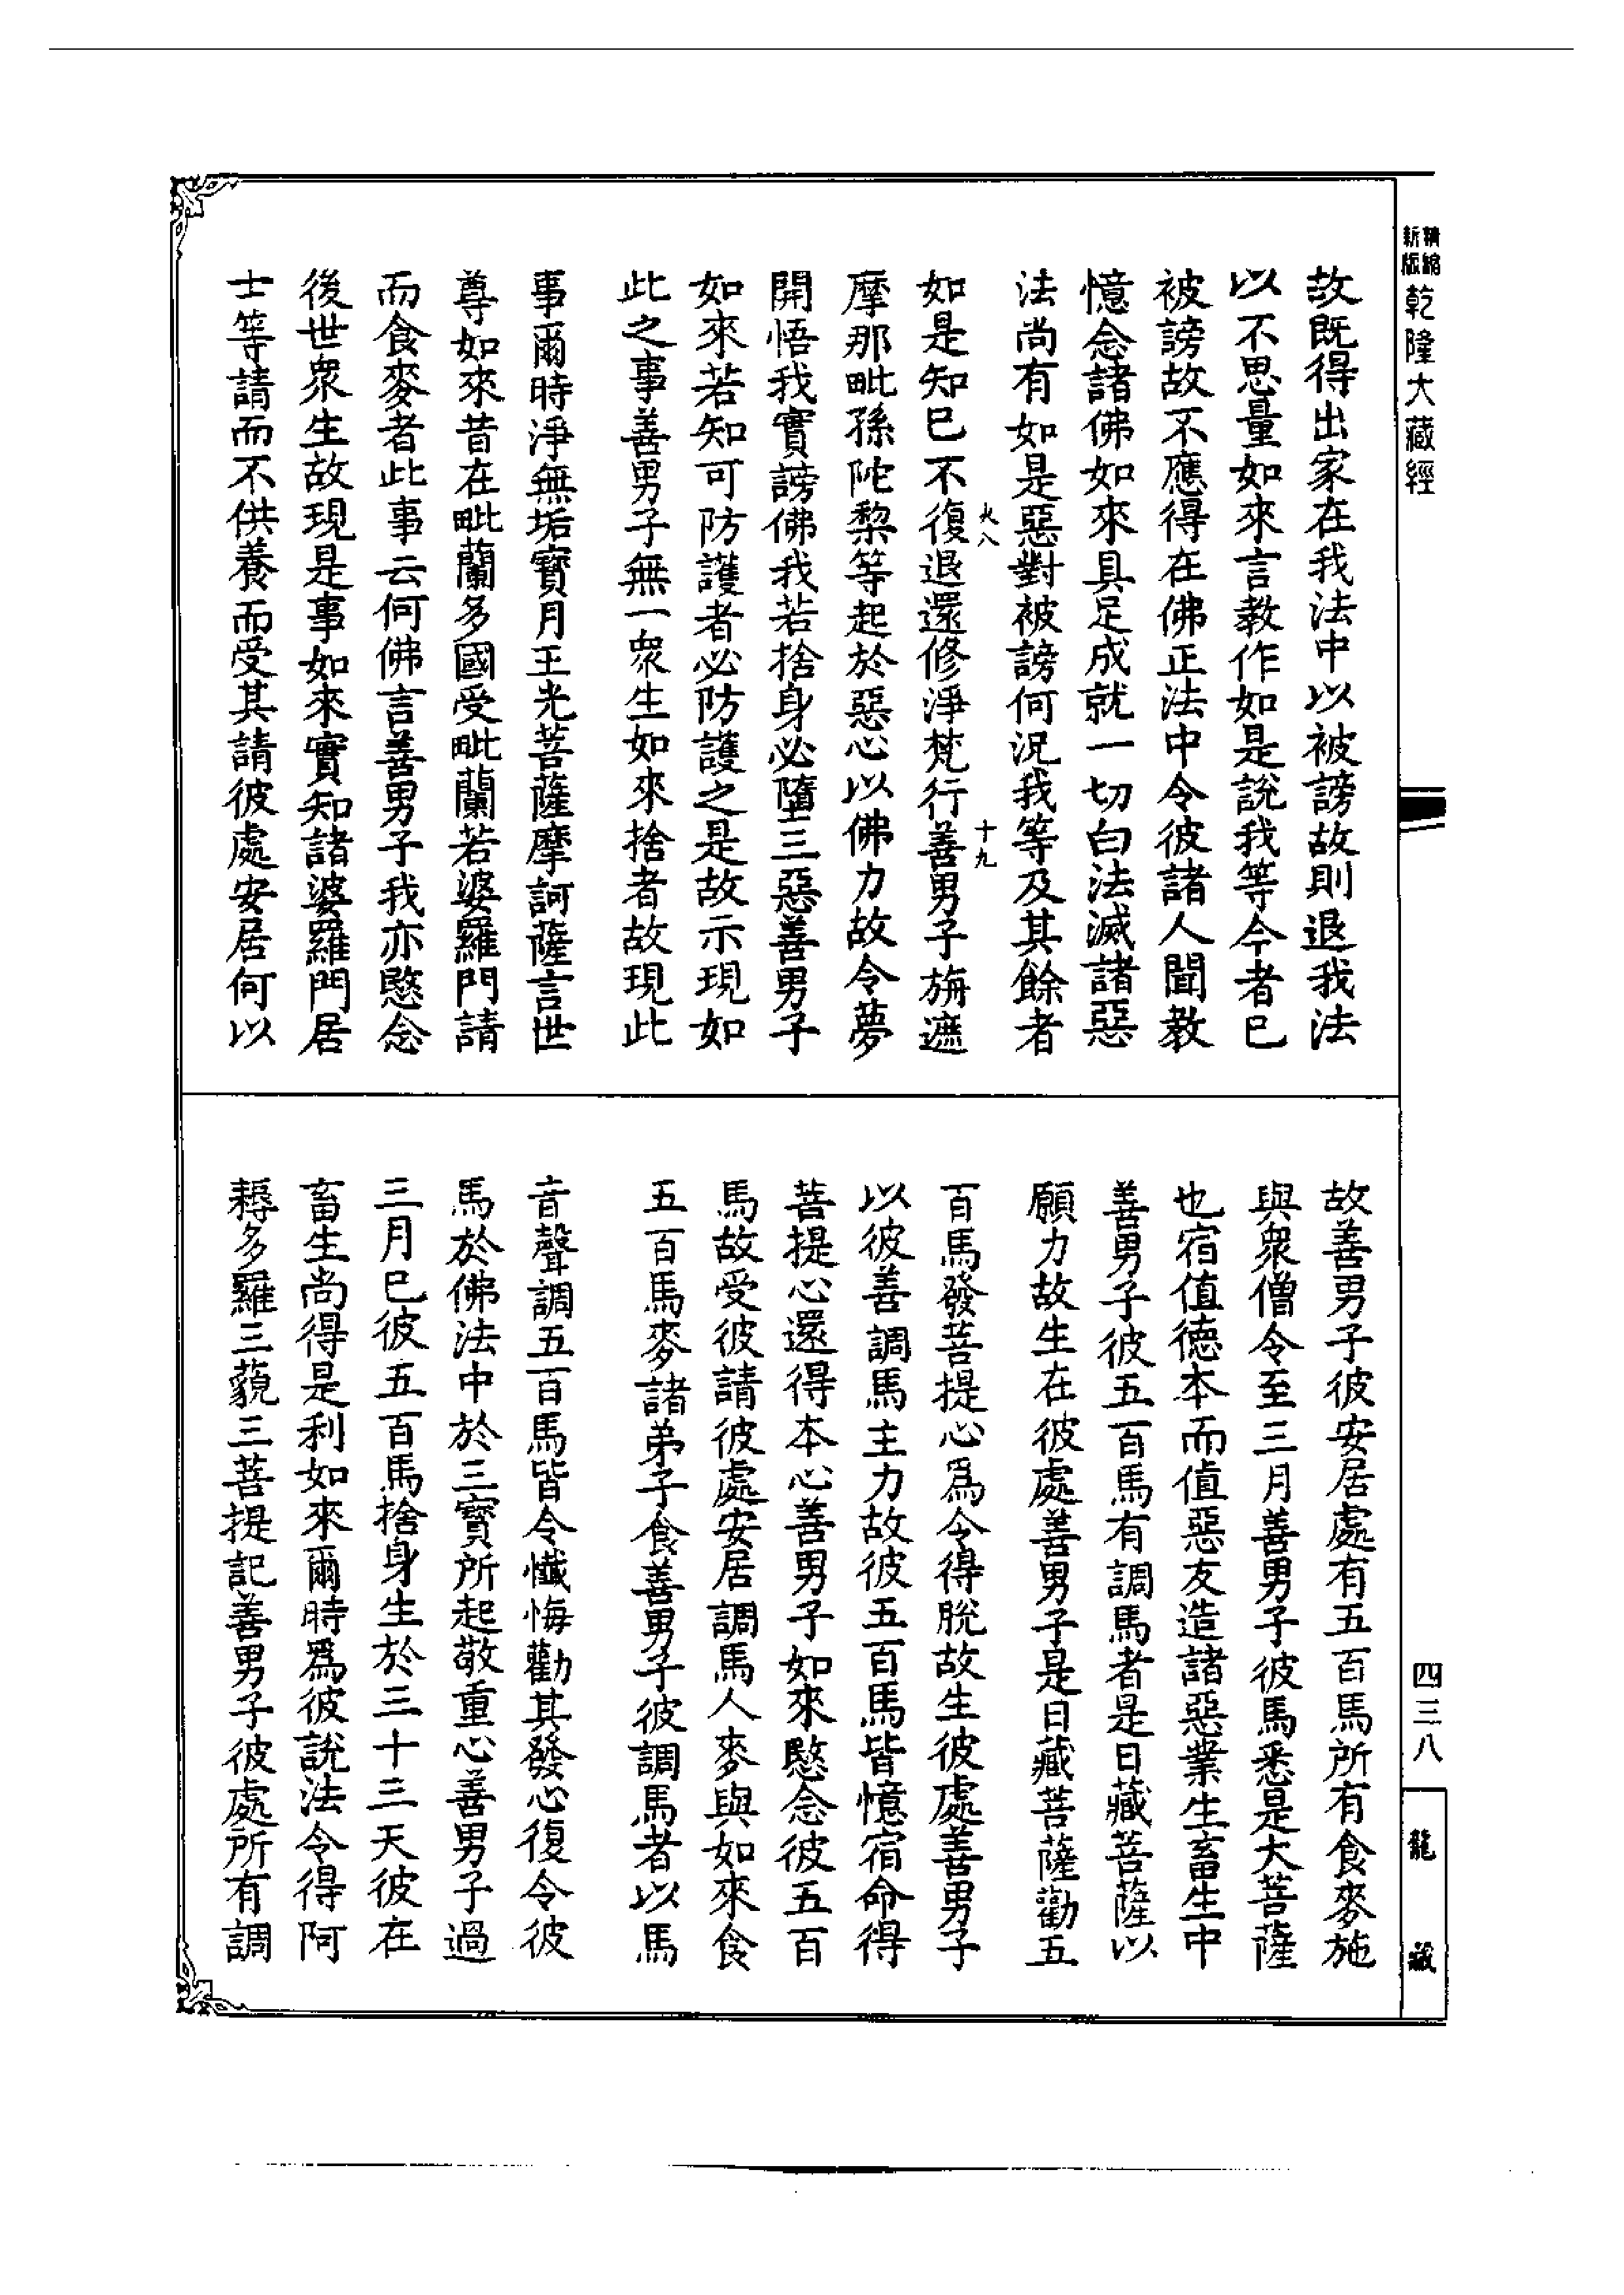 精縮
新版
乾隆大藏經
故既得出家在我法中以被謗故則退我法
以不思量如來言教作如是說我等今者已
被謗故不應得在佛正法中令彼諸人聞教
憶念諸佛如來具足成就一切白法滅諸惡
法尚有如是惡對被謗何況我等及其餘者
火八
十九
如是知已不復退還修淨梵行善男子旃遮
摩那毗孫陀黎等起於惡心以佛力故令夢
開悟我實謗佛我若捨身必墮三惡善男子
如來若知可防護者必防護之是故示現如
此之事善男子無一衆生如來捨者故現此
事爾時淨無垢寶月王光菩薩摩訶薩言世
尊如來昔在毗蘭多國受毗蘭若婆羅門請
而食麥者此事云何佛言善男子我亦愍念
後世衆生故現是事如來實知諸婆羅門居
士等請而不供養而受其請彼處安居何以
故善男子彼安居處有五百馬所有食麥施
與衆僧令至三月善男子彼馬悉是大菩薩
也宿值德本而值惡友造諸惡業生畜生中
善男子彼五百馬有調馬者是日藏菩薩以
願力故生在彼處善男子是日藏菩薩勸五
百馬發菩提心爲令得脫故生彼處善男子
以彼善調馬主力故彼五百馬皆憶宿命得
菩提心還得本心善男子如來愍念彼五百
馬故受彼請彼處安居調馬人麥與如來食
五百馬麥諸弟子食善男子彼調馬者以馬
音聲調五百馬皆令懺悔勸其發心復令彼
馬於佛法中於三寶所起敬重心善男子過
三月已彼五百馬捨身生於三十三天彼在
畜生尚得是利如來爾時爲彼說法令得阿
耨多羅三藐三菩提記善男子彼處所有調
四三八
龍藏